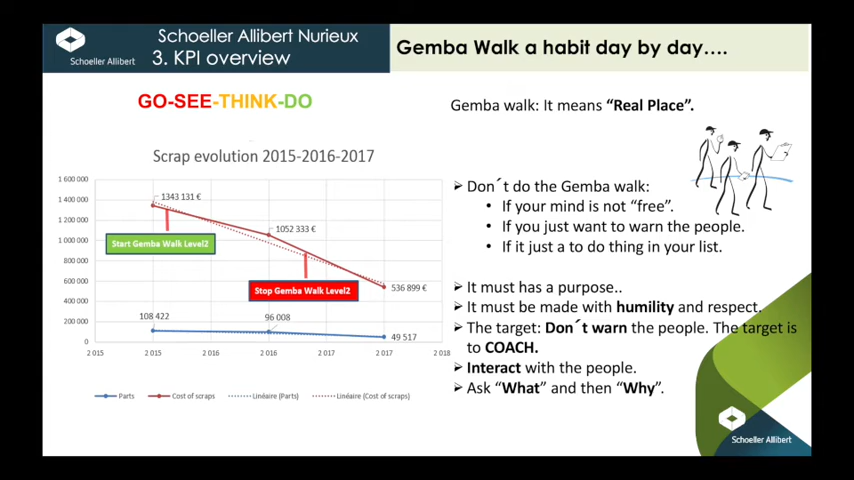 Schoeller Allibert
Schoeller Allibert Nurieux
3. KPI overview
Gemba Walk a habit day by day....
GO-SEE-THINK-DO
Scrap evolution 2015-2016-2017
1 600 000
1 400 000
1 200 000
1 000 000
800 000
600 000
400 000
200 000
0
2 015
2 015
2 016
2 016
2 017
2 017
2 018
1343 131 €
1052 333 €
536 899 €
Start Gemba Walk Level2
Stop Gemba Walk Level2
108 422
96 008
49 517
Parts
Cost of scraps
Linéaire (Parts)
Linéaire (Cost of scraps)
Gemba walk: It means “Real Place”.
➢ Don´t do the Gemba walk:
• If your mind is not “free”.
• If you just want to warn the people.
• If it just a to do thing in your list.
➢ It must has a purpose..
➢ It must be made with humility and respect.
➢ The target: Don´t warn the people. The target is
to COACH.
➢ Interact with the people.
➢ Ask “What” and then “Why”.
Schoeller Allibert